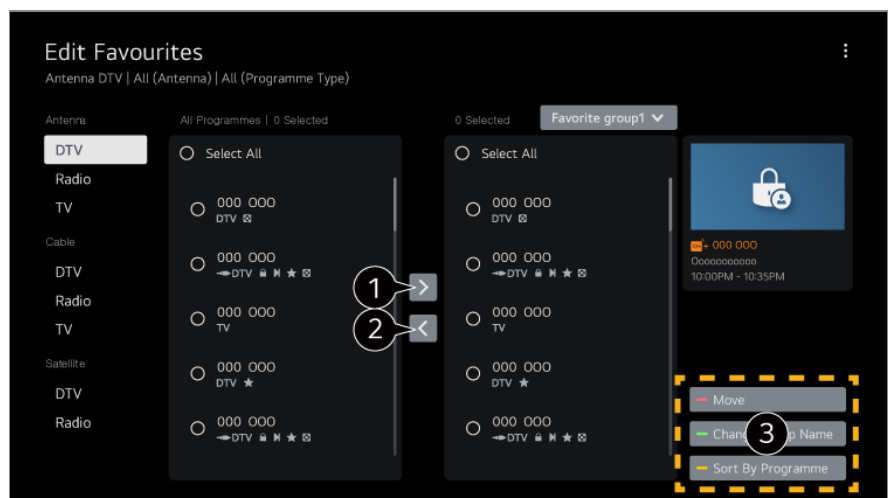 Edit Favourites
Antenna DTV | All (Antenna) | All (Programme Type)
Antenna
DTV
Radio
TV
Cable
DTV
Radio
TV
Satellite
DTV
Radio
All Programmes | 0 Selected
Select All
000 000
DTV
000 000
DTV
000 000
TV
000 000
DTV
000 000
DTV
1
2
0 Selected
Favorite group1
Select All
000 000
DTV
000 000
DTV
000 000
TV
000 000
DTV
000 000
DTV
CH+ 000 000
Oooooooooo
10:00PM - 10:35PM
Move
3
Name
Sort By Programme